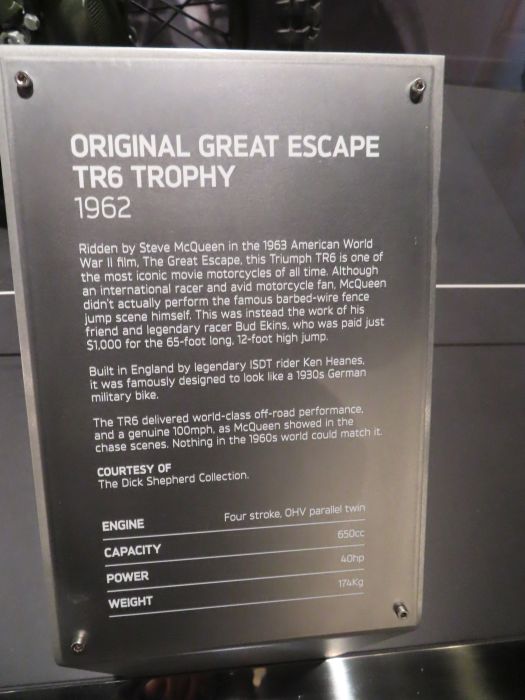 ORIGINAL GREAT ESCAPE
TR6 TROPHY
1962
Ridden by Steve McQueen in the 1963 American World
War II film, The Great Escape, this Triumph TR6 is one of
the most iconic movie motorcycles of all time. Although
an international racer and avid motorcycle fan, McQueen
didn't actually perform the famous barbed-wire fence
jump scene himself. This was instead the work of his
friend and legendary racer Bud Ekins, who was paid just
$1,000 for the 65-foot long, 12-foot high jump.
Built in England by legendary ISDT rider Ken Heanes,
it was famously designed to look like a 1930s German
military bike.
The TR6 delivered world-class off-road performance,
and a genuine 100mph, as McQueen showed in the
chase scenes. Nothing in the 1960s world could match it.
COURTESY OF
The Dick Shepherd Collection.
ENGINE Four stroke, OHV parallel twin
CAPACITY 650cc
POWER 40hp
WEIGHT 174Kg